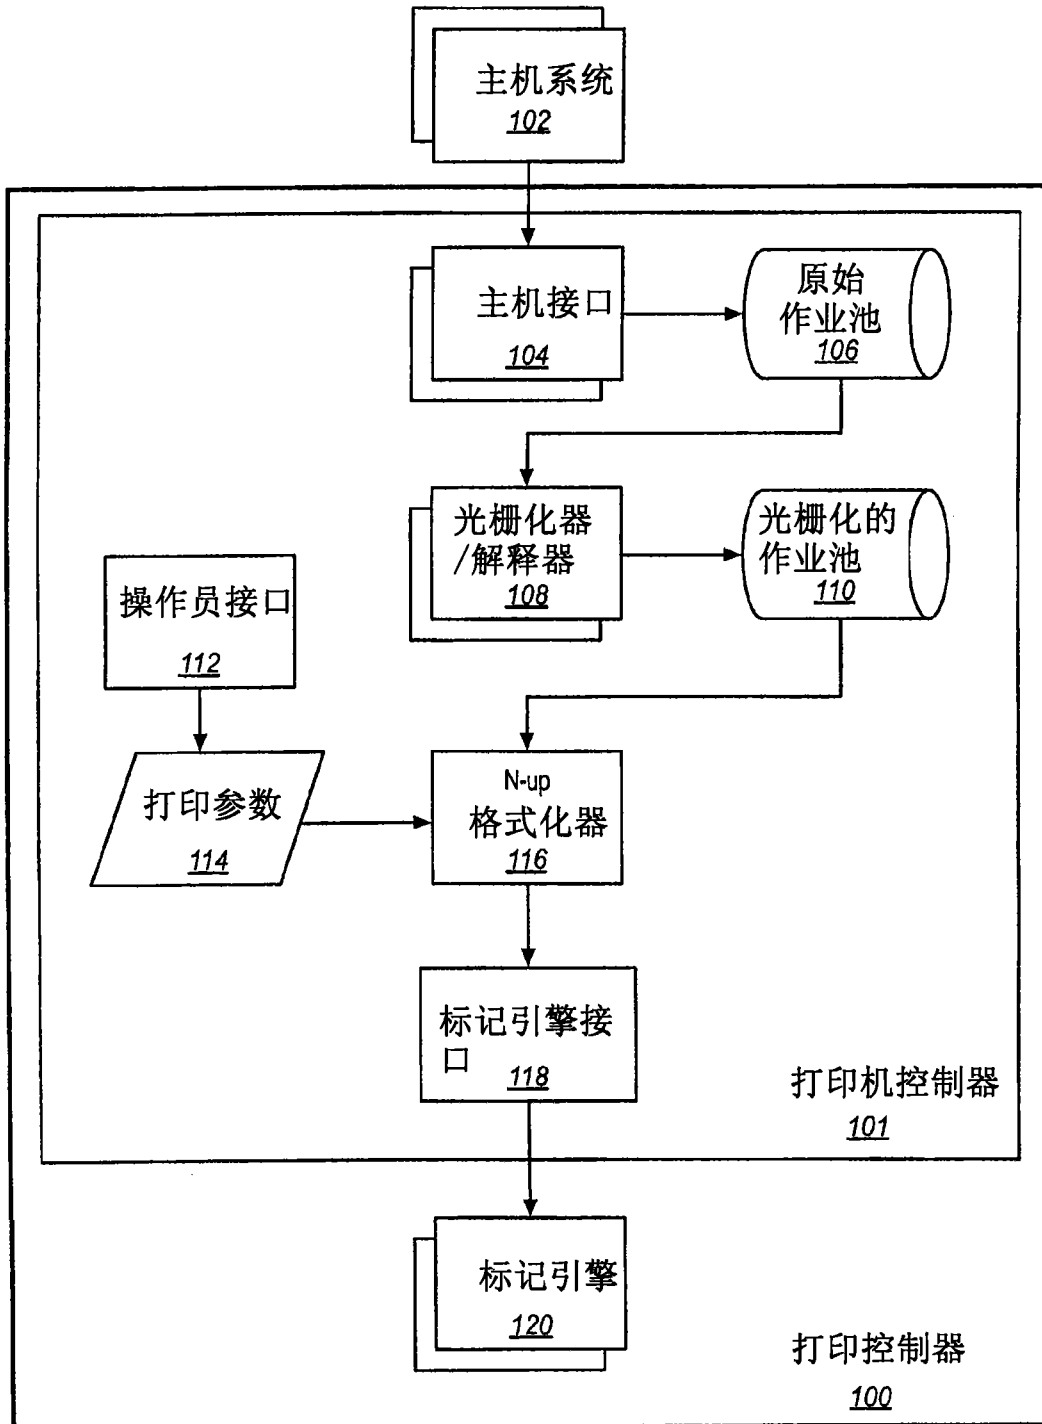 主机系统
102
主机接口
104
原始
作业池
106
光栅化器
/解释器
108
光栅化的
作业池
110
操作员接口
112
打印参数
114
N-up
格式化器
116
标记引擎接
口
118
打印机控制器
101
标记引擎
120
打印控制器
100